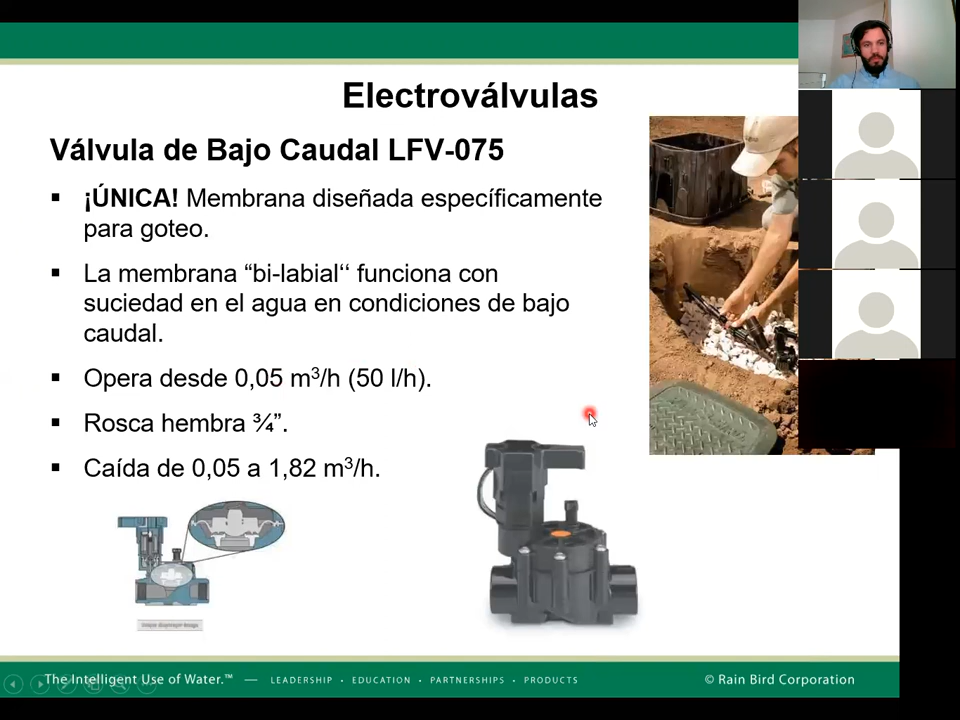 Electroválvulas
Válvula de Bajo Caudal LFV-075
▪ ¡ÚNICA! Membrana diseñada específicamente
para goteo.
▪ La membrana “bi-labial‘‘ funciona con
suciedad en el agua en condiciones de bajo
caudal.
▪ Opera desde 0,05 m³/h (50 l/h).
▪ Rosca hembra ¾”.
▪ Caída de 0,05 a 1,82 m³/h.
The Intelligent Use of Water.™ — LEADERSHIP • EDUCATION • PARTNERSHIPS • PRODUCTS
© Rain Bird Corporation